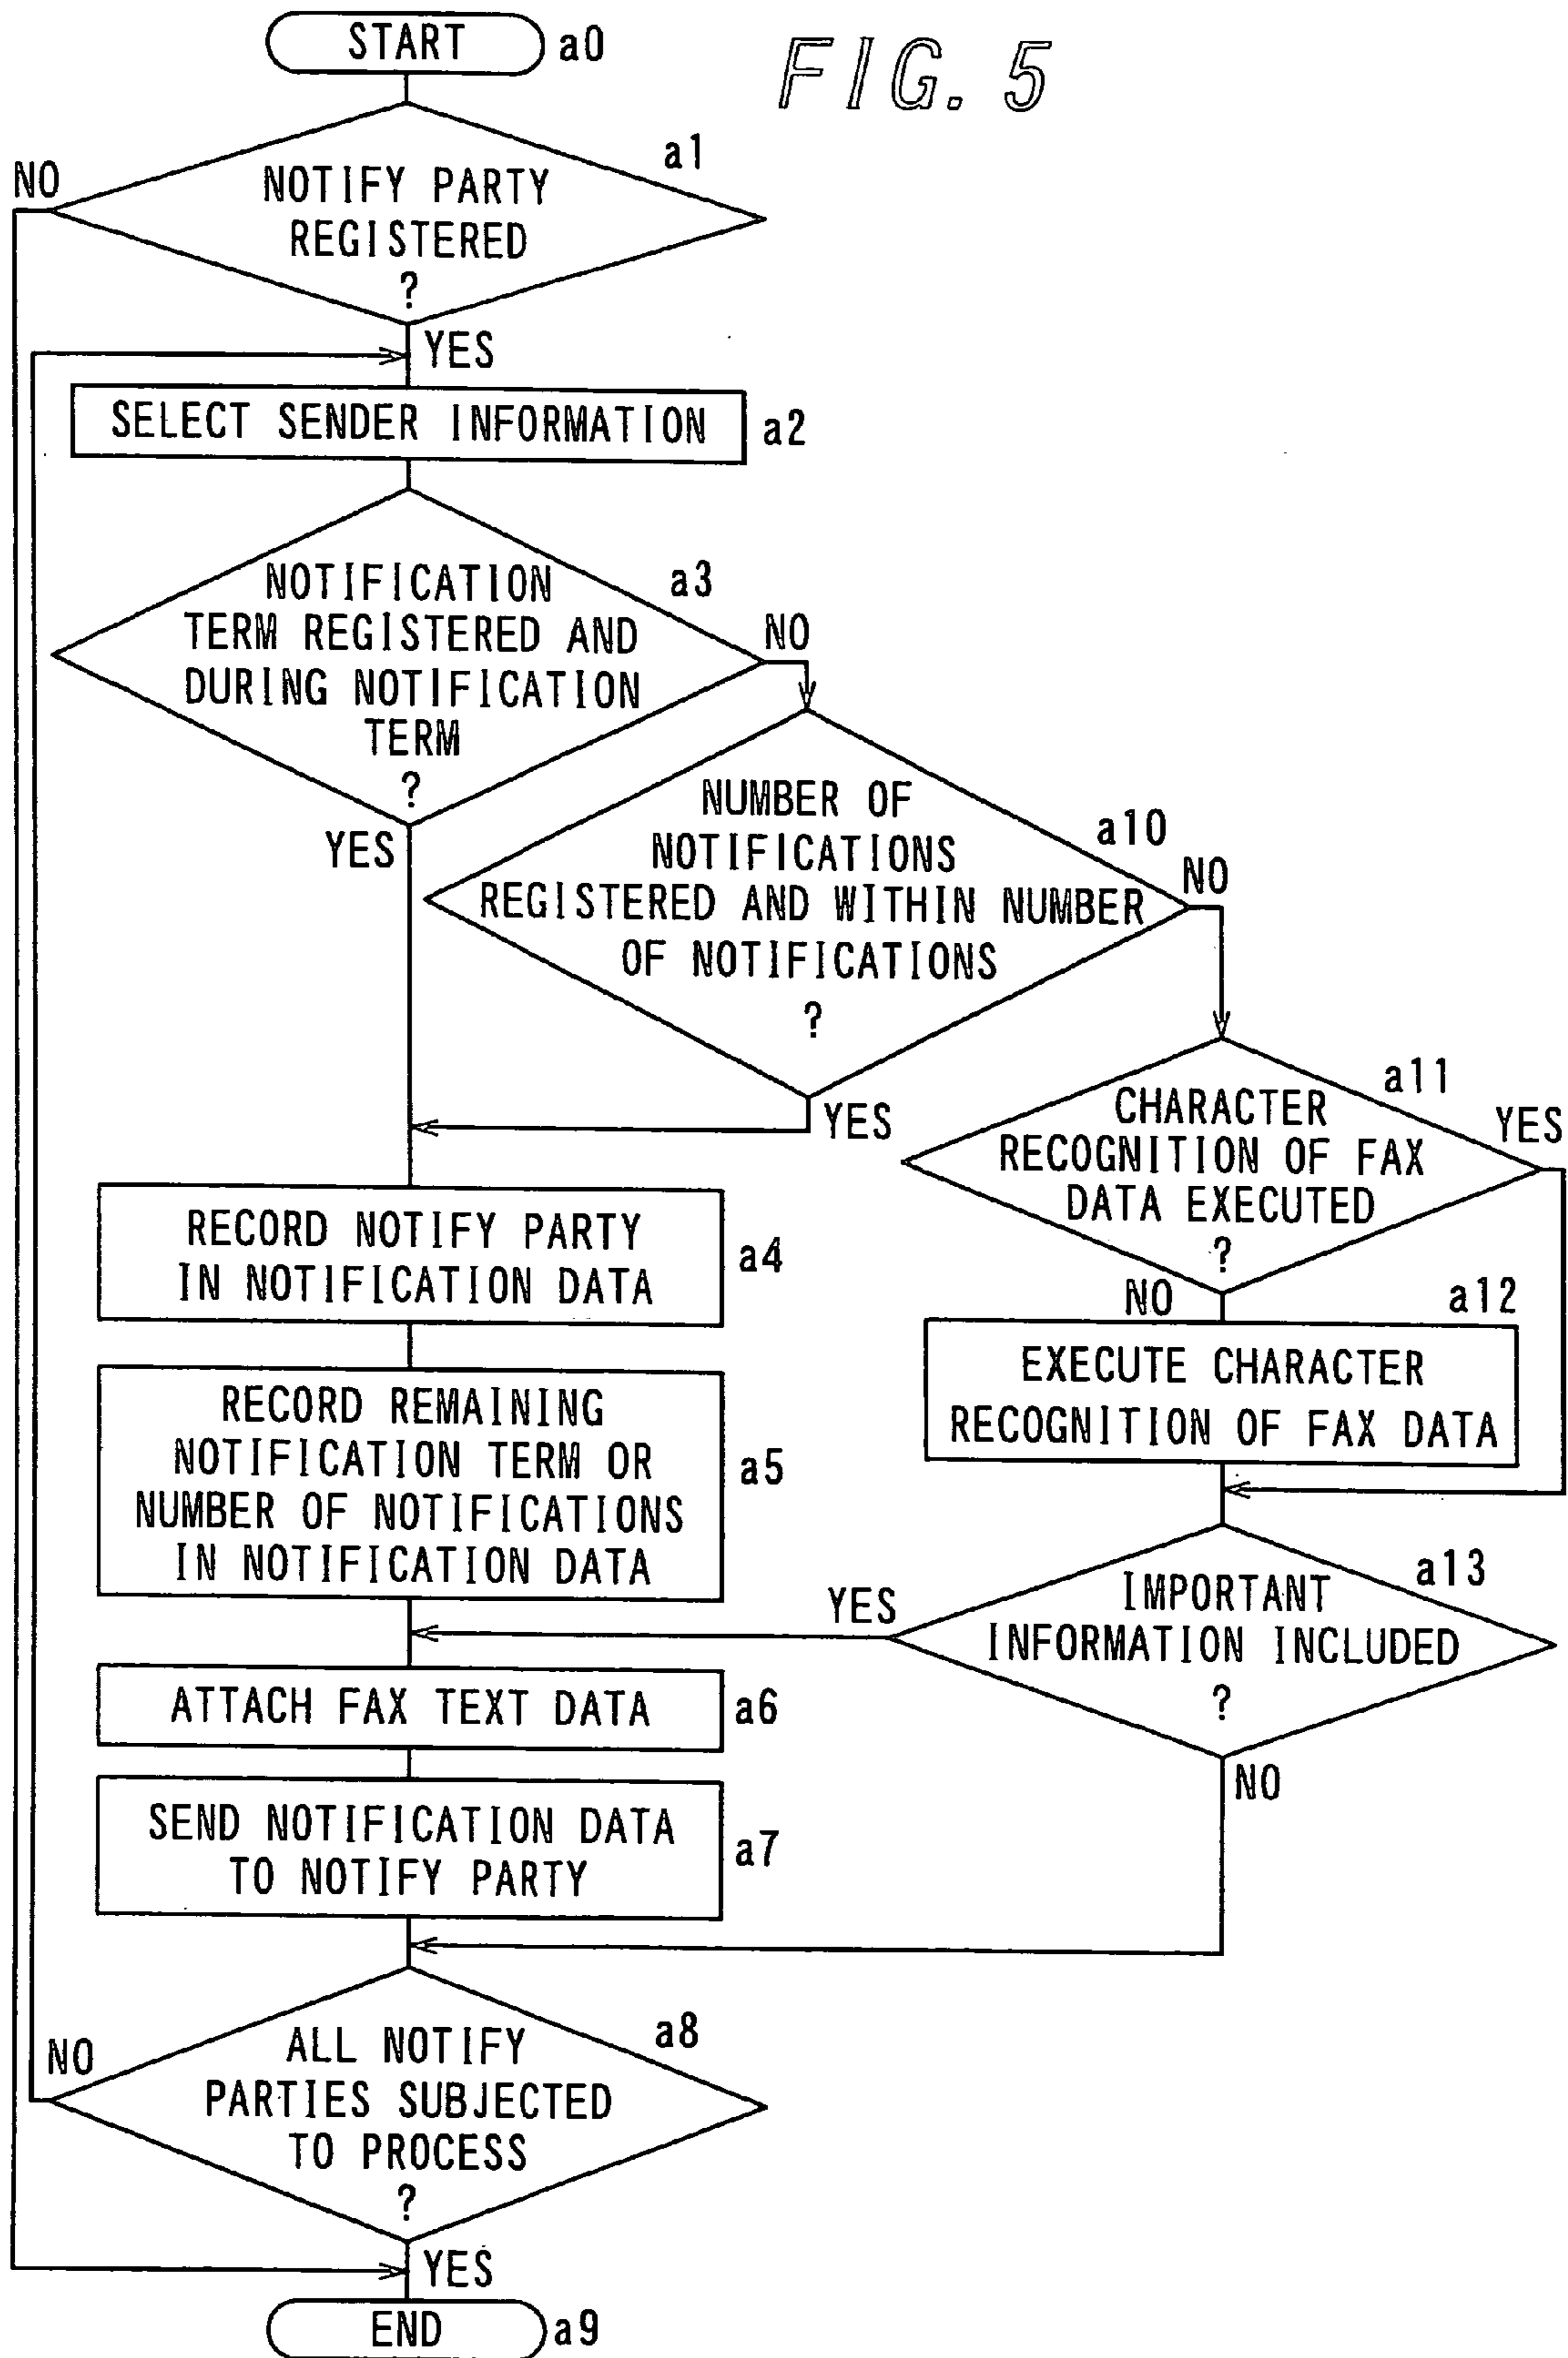 START
a0
FIG. 5
a1
NO
NOTIFY PARTY
REGISTERED
?
YES
SELECT SENDER INFORMATION
a2
NOTIFICATION
TERM REGISTERED AND
DURING NOTIFICATION
TERM
?
a3
NO
YES
NUMBER OF
NOTIFICATIONS
REGISTERED AND WITHIN NUMBER
OF NOTIFICATIONS
?
a10
NO
YES
CHARACTER
RECOGNITION OF FAX
DATA EXECUTED
?
a11
YES
NO
RECORD NOTIFY PARTY
IN NOTIFICATION DATA
a4
a12
EXECUTE CHARACTER
RECOGNITION OF FAX DATA
RECORD REMAINING
NOTIFICATION TERM OR
NUMBER OF NOTIFICATIONS
IN NOTIFICATION DATA
a5
IMPORTANT
INFORMATION INCLUDED
?
a13
YES
NO
ATTACH FAX TEXT DATA
a6
SEND NOTIFICATION DATA
TO NOTIFY PARTY
a7
ALL NOTIFY
PARTIES SUBJECTED
TO PROCESS
?
a8
NO
YES
END
a9